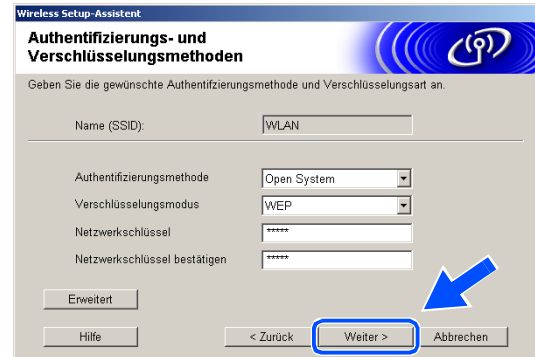 Wireless Setup-Assistent
Authentifizierungs- und
Verschlüsselungsmethoden
Geben Sie die gewünschte Authentifzierungsmethode und Verschlüsselungsart an.
Name (SSID): WLAN
Authentifizierungsmethode Open System
Verschlüsselungsmodus WEP
Netzwerkschlüssel *****
Netzwerkschlüssel bestätigen *****
Erweitert
Hilfe < Zurück Weiter > Abbrechen